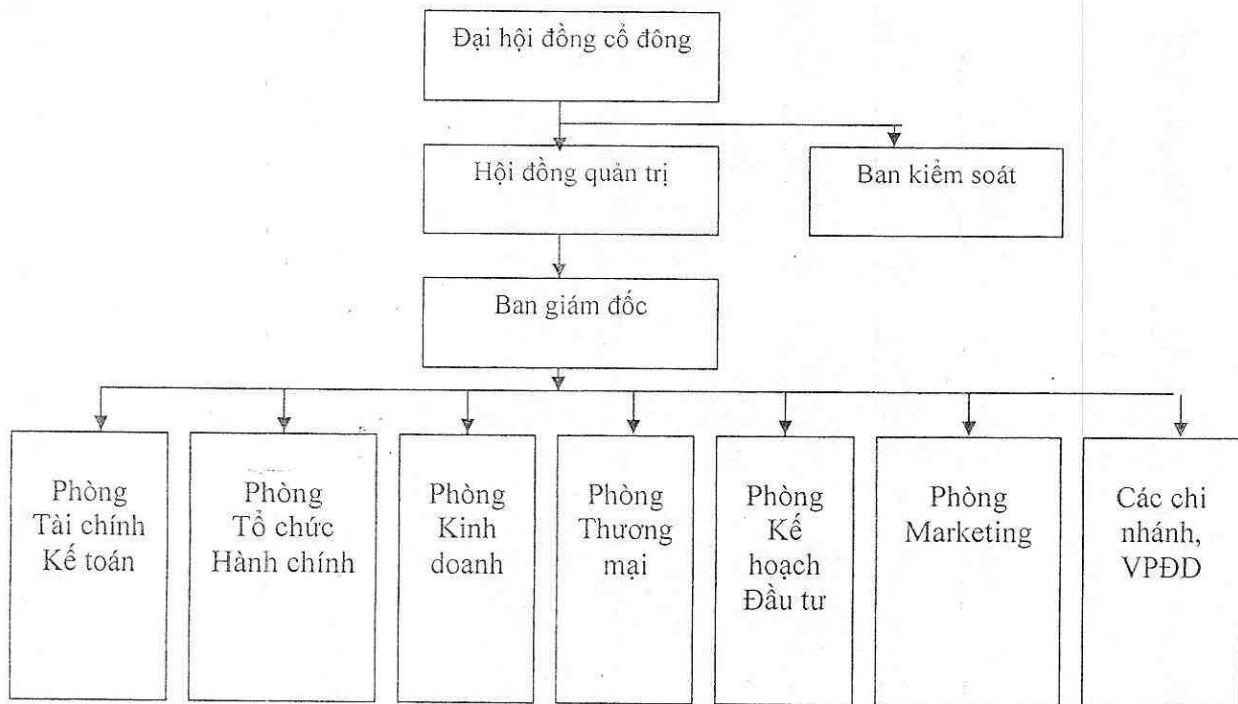 Đại hội đồng cổ đông
Hội đồng quản trị
Ban kiểm soát
Ban giám đốc
Phòng
Tài chính
Kế toán
Phòng
Tổ chức
Hành chính
Phòng
Kinh
doanh
Phòng
Thương
mại
Phòng
Kế
hoạch
Đầu tư
Phòng
Marketing
Các chi
nhánh,
VPĐD